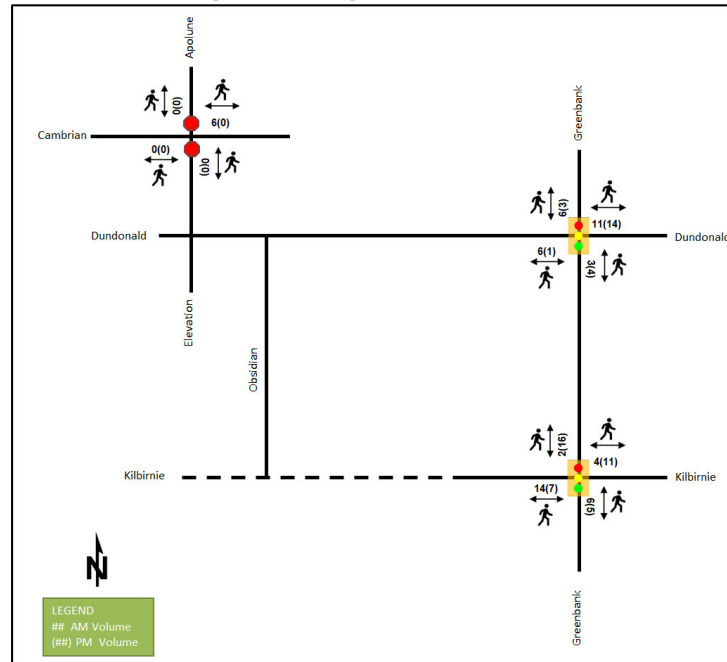 Apolune
0(0)
6(0)
Cambrian
0(0)
0(0)
Greenbank
6(3)
11(14)
Dundonald
Dundonald
6(1)
3(4)
Elevation
Obsidian
2(16)
4(11)
Kilbirnie
Kilbirnie
14(7)
6(5)
N
Greenbank
LEGEND
## AM Volume
(##) PM Volume